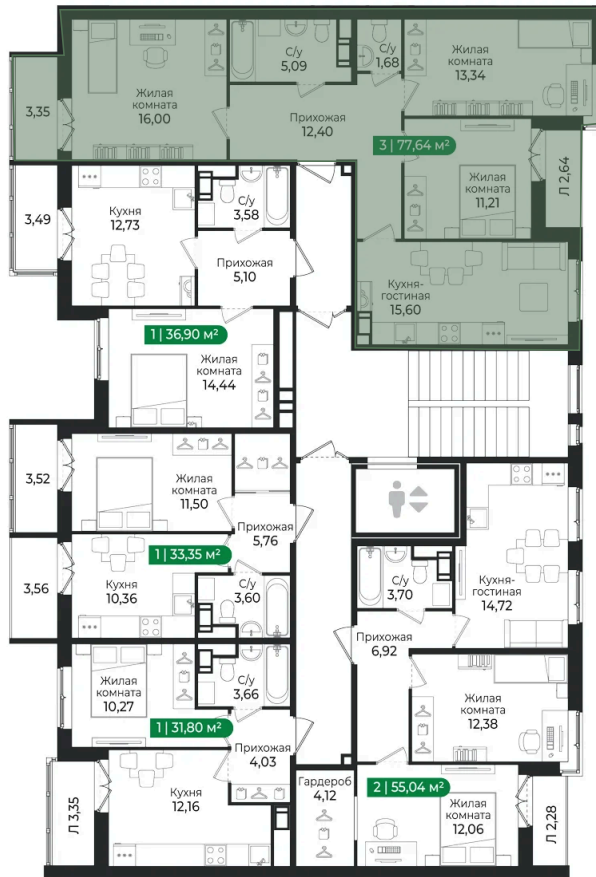 С/у
5,09
С/у
1,68
Жилая
комната
13,34
3,35
Жилая
комната
16,00
Прихожая
12,40
3 | 77,64 м²
Жилая
комната
11,21
Л 2,64
3,49
Кухня
12,73
С/у
3,58
Прихожая
5,10
Кухня-
гостиная
15,60
1 | 36,90 м²
Жилая
комната
14,44
3,52
Жилая
комната
11,50
Прихожая
5,76
1 | 33,35 м²
3,56
Кухня
10,36
С/у
3,60
С/у
3,70
Кухня-
гостиная
14,72
Прихожая
6,92
Жилая
комната
10,27
С/у
3,66
1 | 31,80 м²
Прихожая
4,03
Жилая
комната
12,38
Л 3,35
Кухня
12,16
Гардероб
4,12
2 | 55,04 м²
Жилая
комната
12,06
Л 2,28